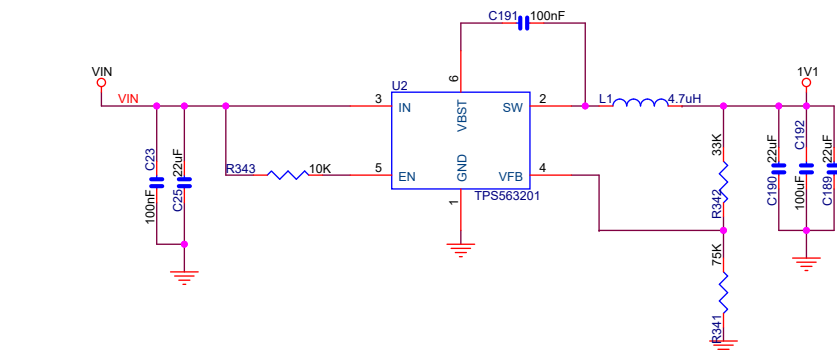 C191 100nF
VIN
VIN
U2
6
3 IN
VBST
SW 2
L1 4.7uH
1V1
C23
100nF
22uF
C25
R343 10K
5 EN
GND
VFB 4
1
TPS563201
33K
R342
75K
R341
22uF
C190
C192
100uF
22uF
C189